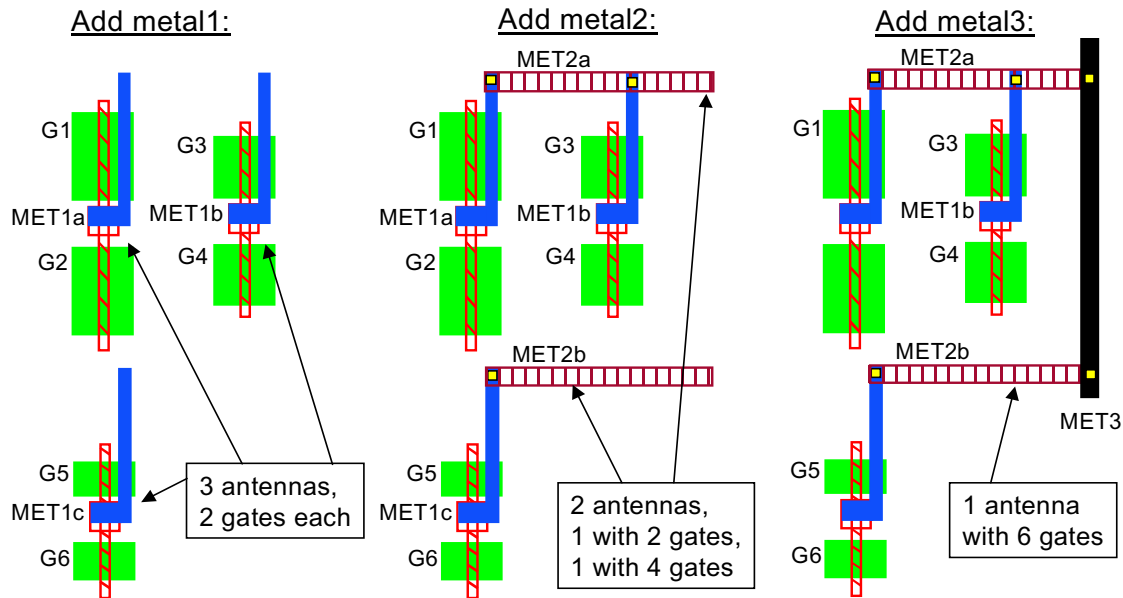 Add metal1:
G1
G3
MET1a
MET1b
G2
G4
G5
MET1c
G6
3 antennas,
2 gates each
Add metal2:
MET2a
G1
G3
MET1a
MET1b
G2
G4
MET2b
G5
MET1c
G6
2 antennas,
1 with 2 gates,
1 with 4 gates
Add metal3:
MET2a
G1
G3
MET1b
G4
MET2b
MET3
G5
G6
1 antenna
with 6 gates